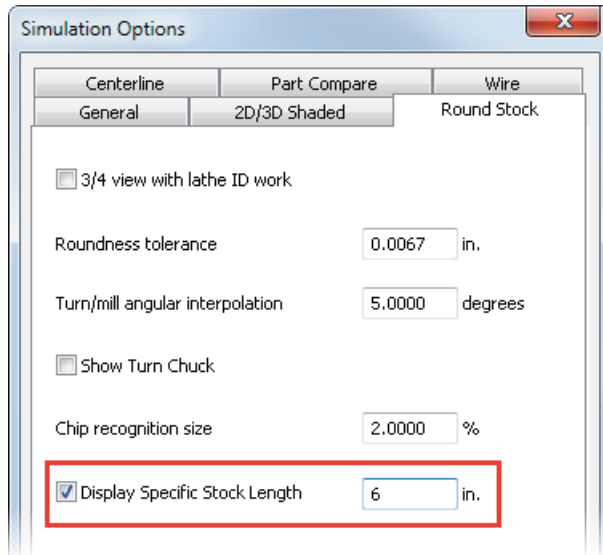 Simulation Options
Centerline Part Compare Wire
General 2D/3D Shaded Round Stock
3/4 view with lathe ID work
Roundness tolerance 0.0067 in.
Turn/mill angular interpolation 5.0000 degrees
Show Turn Chuck
Chip recognition size 2.0000 %
Display Specific Stock Length 6 in.